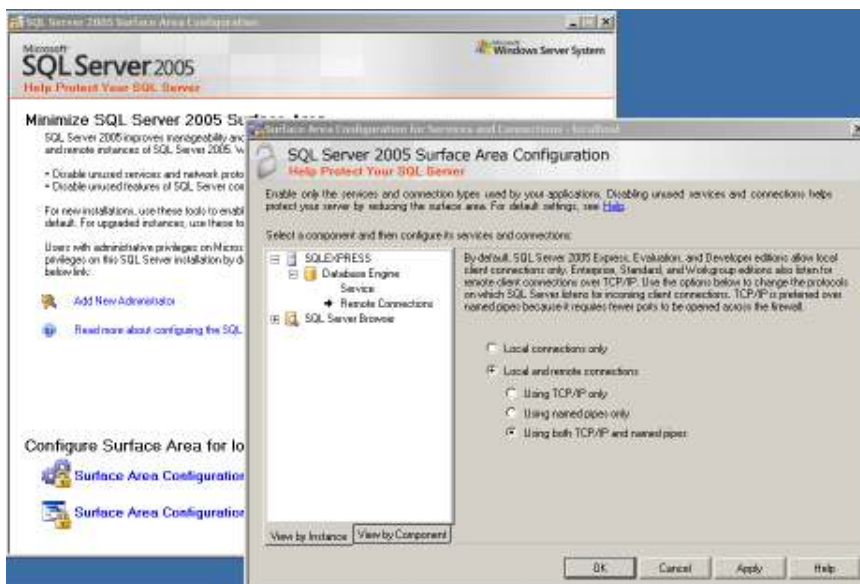 SQL Server 2005 Surface Area Configuration
Microsoft
SQL Server 2005
Microsoft
Windows Server System
Help Protect Your SQL Server
Minimize SQL Server 2005 Su
SQL Server 2005 improves manageability and
and remote instances of SQL Server 2005. W
• Disable unused services and network proto
• Disable unused features of SQL Server com
For new installations, use these tools to enabl
default. For upgraded instances, use these to
Users with administrative privileges on Micros
privileges on this SQL Server installation by d
below link:
Add New Administrator
Read more about configuring the SQL
Configure Surface Area for lo
Surface Area Configuration
Surface Area Configuration
Surface Area Configuration for Services and Connections - localhost
SQL Server 2005 Surface Area Configuration
Help Protect Your SQL Server
Enable only the services and connection types used by your applications. Disabling unused services and connections helps
protect your server by reducing the surface area. For default settings, see Help.
Select a component and then configure its services and connections:
SQLEXPRESS
Database Engine
Service
Remote Connections
SQL Server Browser
View by Instance
View by Component
By default, SQL Server 2005 Express, Evaluation, and Developer editions allow local
client connections only. Enterprise, Standard, and Workgroup editions also listen for
remote client connections over TCP/IP. Use the options below to change the protocols
on which SQL Server listens for incoming client connections. TCP/IP is preferred over
named pipes because it requires fewer ports to be opened across the firewall.
Local connections only
Local and remote connections
Using TCP/IP only
Using named pipes only
Using both TCP/IP and named pipes
OK
Cancel
Apply
Help